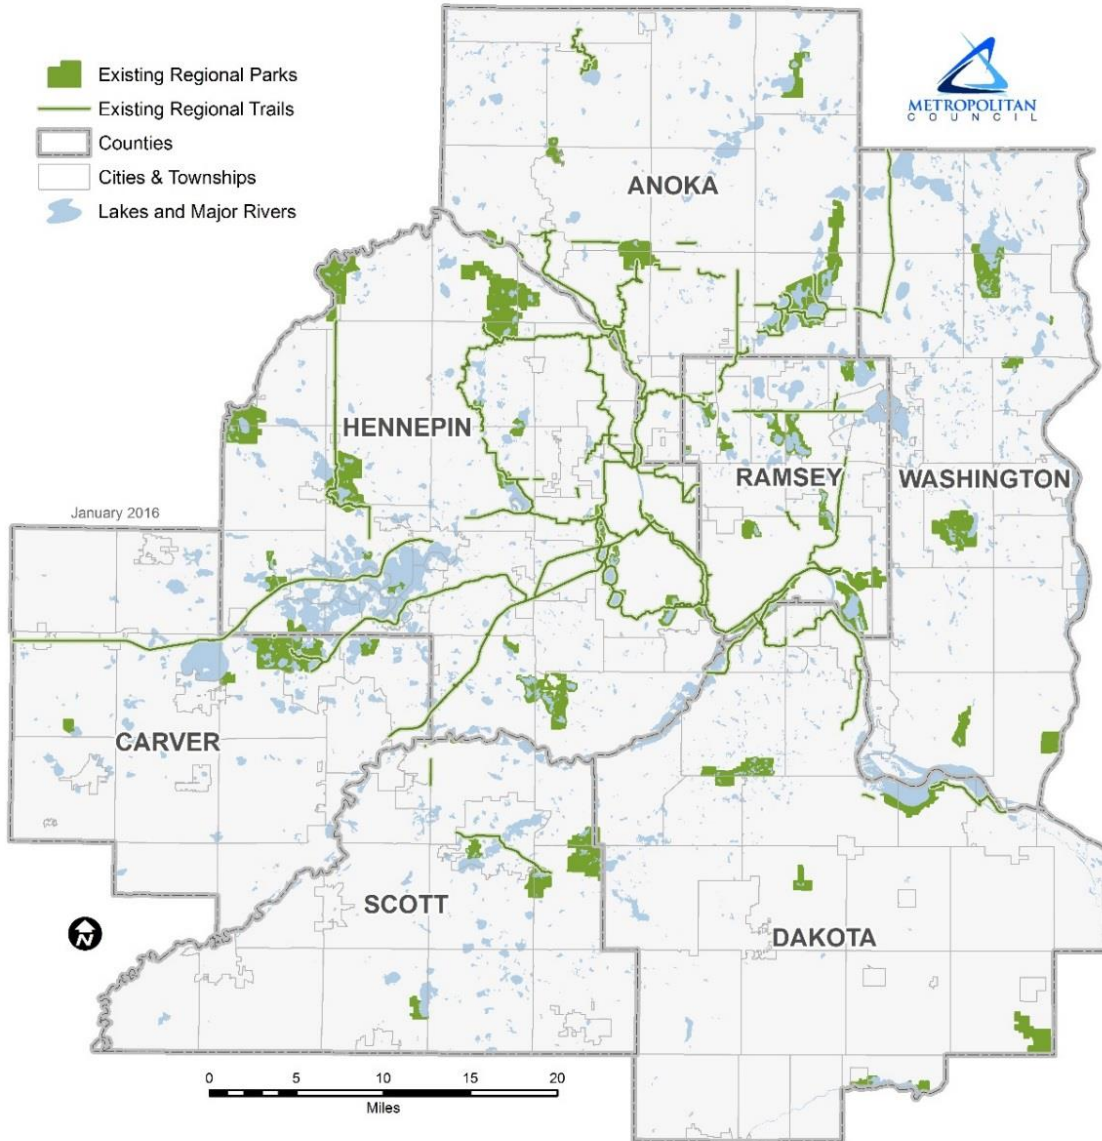 Existing Regional Parks
Existing Regional Trails
Counties
Cities & Townships
Lakes and Major Rivers
METROPOLITAN
COUNCIL
ANOKA
HENNEPIN
RAMSEY
WASHINGTON
January 2016
CARVER
SCOTT
DAKOTA
N
0 5 10 15 20
Miles